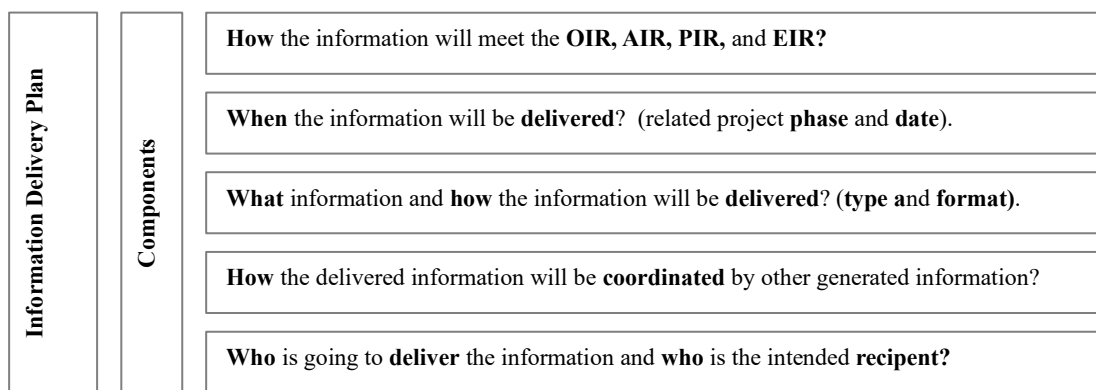 Information Delivery Plan
Components
How the information will meet the OIR, AIR, PIR, and EIR?
When the information will be delivered? (related project phase and date).
What information and how the information will be delivered? (type and format).
How the delivered information will be coordinated by other generated information?
Who is going to deliver the information and who is the intended recipent?